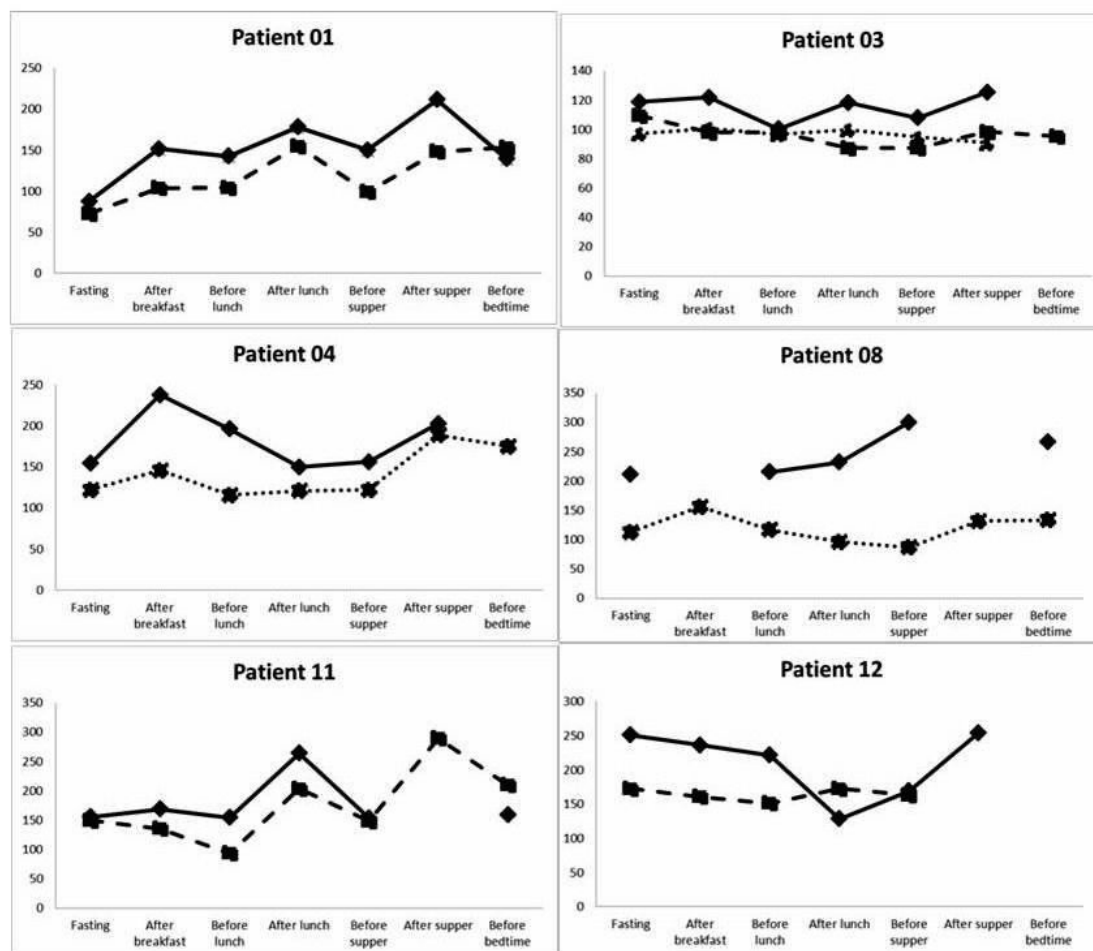 Patient 01
250
200
150
100
50
0
Fasting
After breakfast
Before lunch
After lunch
Before supper
After supper
Before bedtime
Patient 03
140
120
100
80
60
40
20
0
Fasting
After breakfast
Before lunch
After lunch
Before supper
After supper
Before bedtime
Patient 04
250
200
150
100
50
0
Fasting
After breakfast
Before lunch
After lunch
Before supper
After supper
Before bedtime
Patient 08
350
300
250
200
150
100
50
0
Fasting
After breakfast
Before lunch
After lunch
Before supper
After supper
Before bedtime
Patient 11
350
300
250
200
150
100
50
0
Fasting
After breakfast
Before lunch
After lunch
Before supper
After supper
Before bedtime
Patient 12
300
250
200
150
100
50
0
Fasting
After breakfast
Before lunch
After lunch
Before supper
After supper
Before bedtime